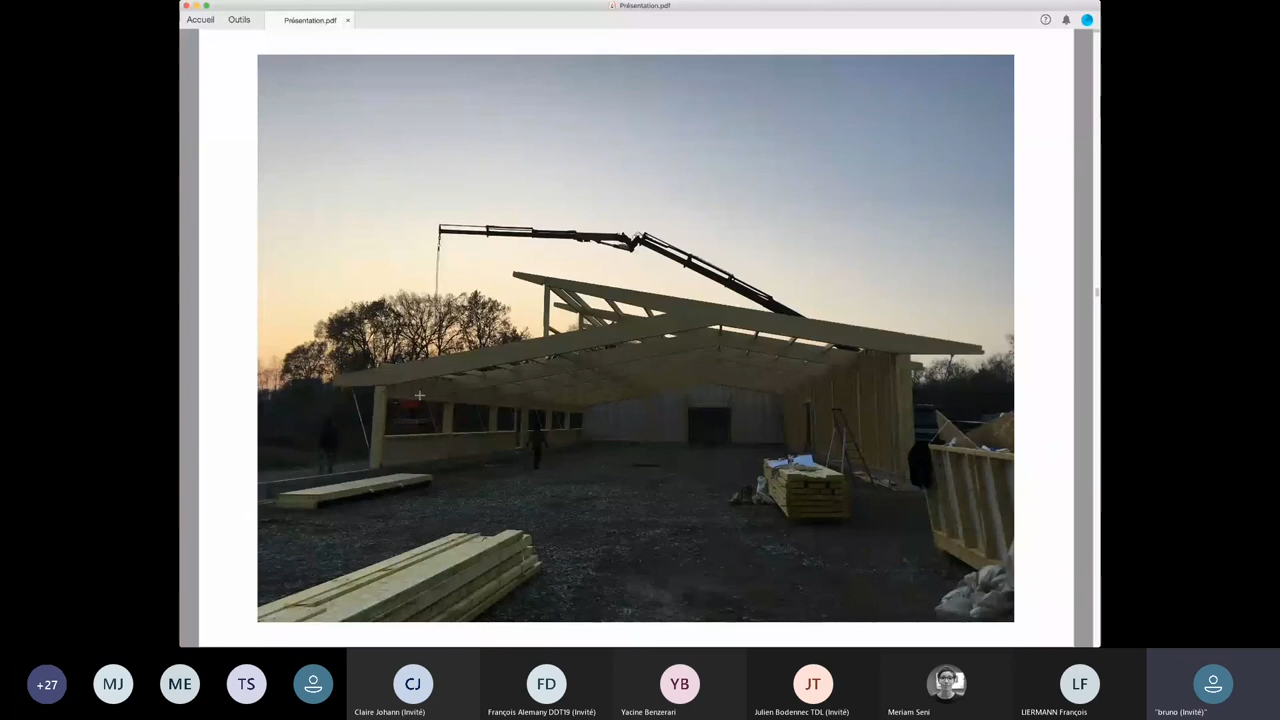 Présentation.pdf
Accueil
Outils
Présentation.pdf ×
?
+27
MJ
ME
TS
CJ
FD
YB
JT
LF
Claire Johann (Invité)
François Alemany DDT19 (Invité)
Yacine Benzerari
Julien Bodennec TDL (Invité)
Meriam Seni
LIERMANN François
"bruno (Invité)"